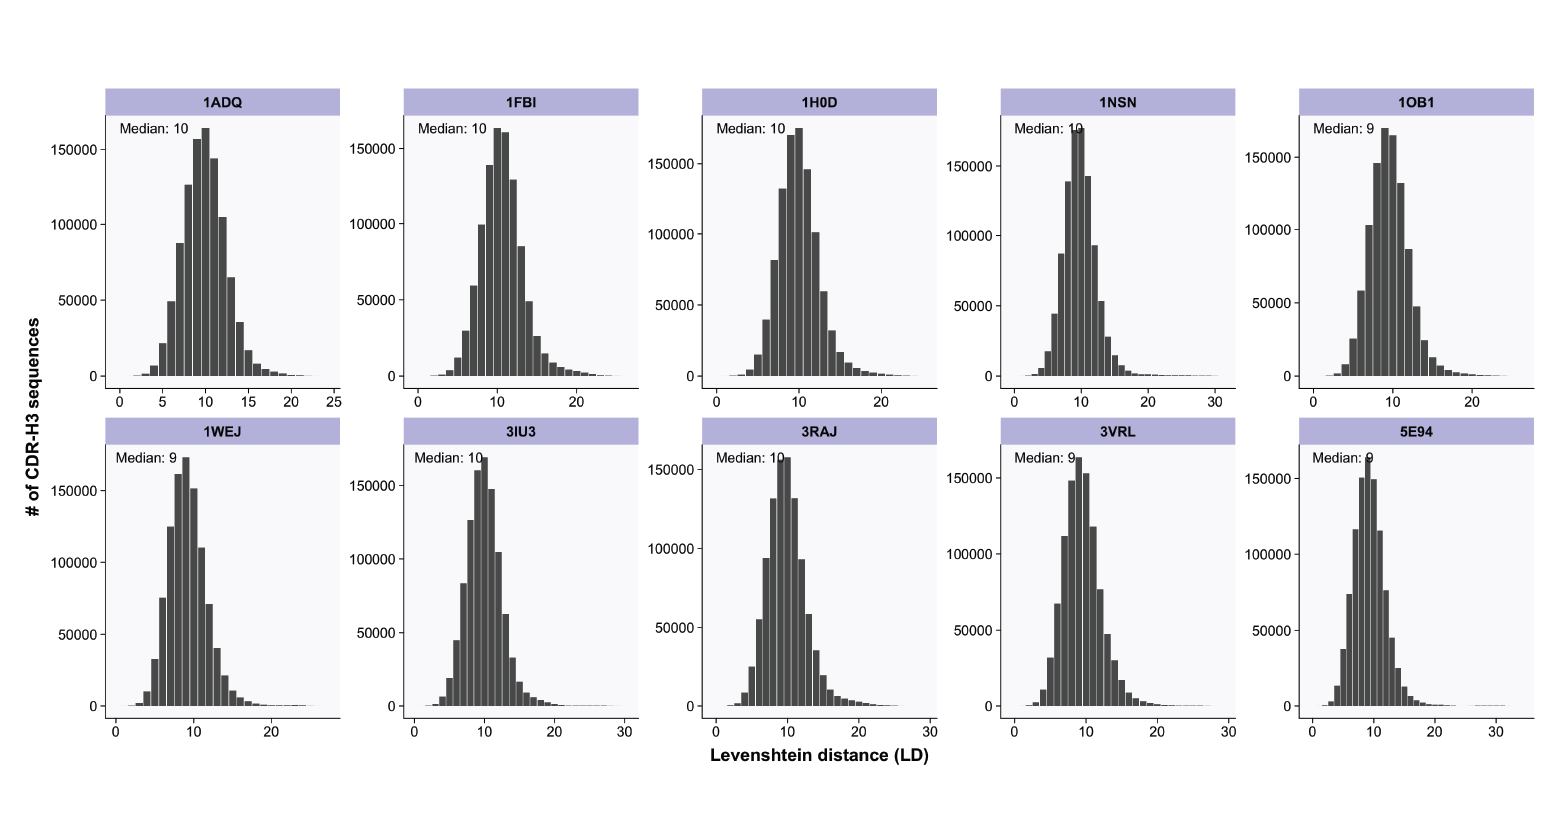 1ADQ 1FBI 1H0D 1NSN 1OB1
Median: 10 Median: 10 Median: 10 Median: 10 Median: 9
150000 150000 150000 150000 150000
100000 100000 100000 100000 100000
50000 50000 50000 50000 50000
0 0 0 0 0
0 5 10 15 20 25 0 10 20 0 10 20 0 10 20 30 0 10 20
# of CDR-H3 sequences
1WEJ 3IU3 3RAJ 3VRL 5E94
Median: 9 Median: 10 Median: 10 Median: 9 Median: 9
150000 150000 150000 150000 150000
100000 100000 100000 100000 100000
50000 50000 50000 50000 50000
0 0 0 0 0
0 10 20 0 10 20 30 0 10 20 30 0 10 20 30 0 10 20 30
Levenshtein distance (LD)